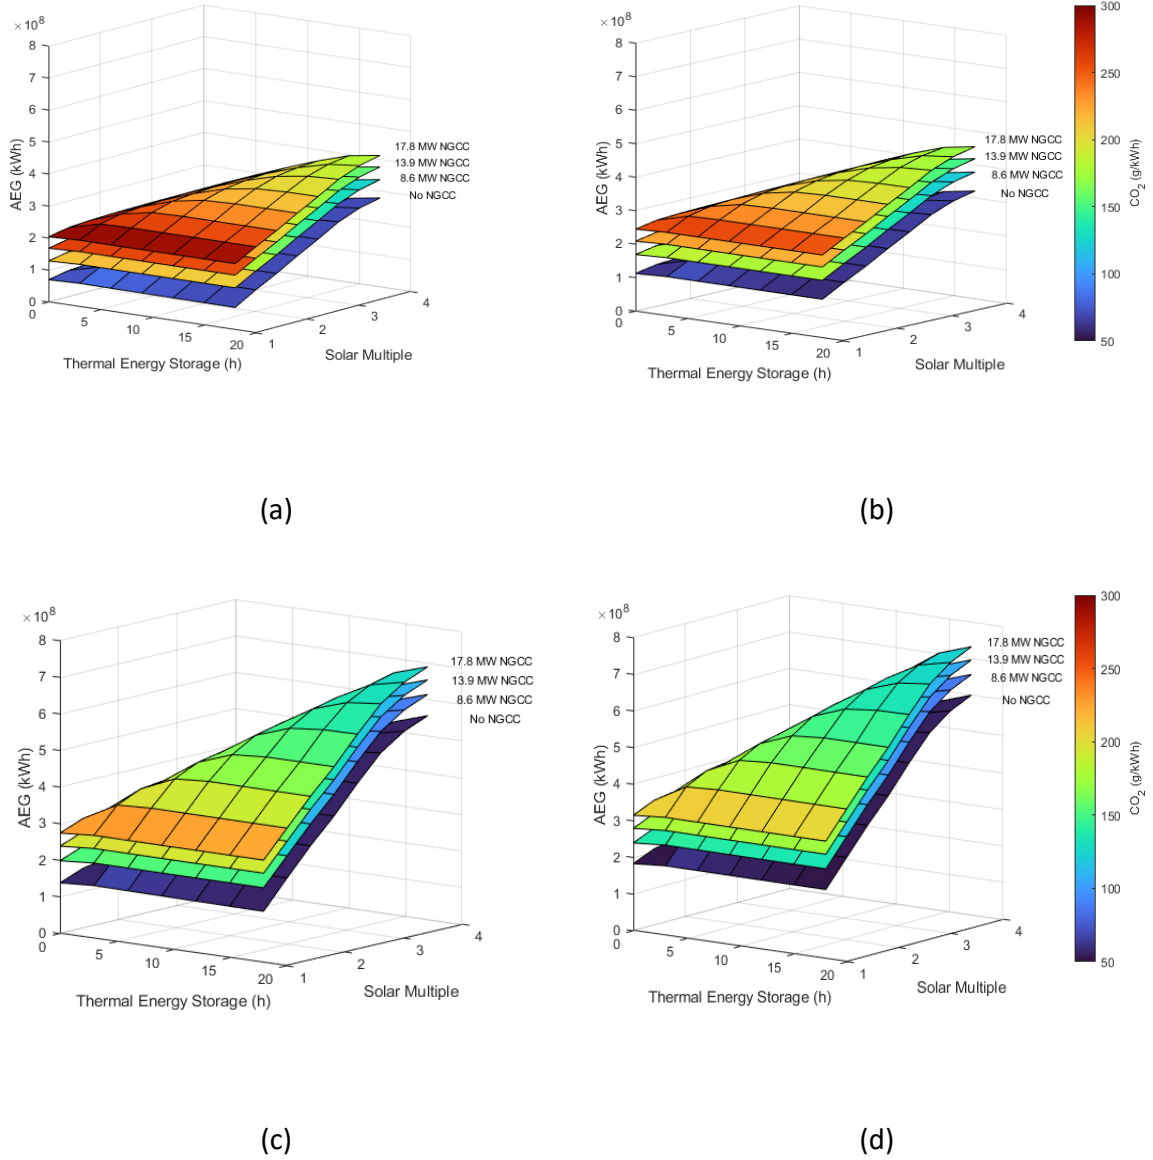 ×10⁸
8
7
6
5
4
3
2
1
0
AEG (kWh)
0
5
10
15
20
Thermal Energy Storage (h)
1
2
3
4
Solar Multiple
17.8 MW NGCC
13.9 MW NGCC
8.6 MW NGCC
No NGCC
(a)
×10⁸
8
7
6
5
4
3
2
1
0
AEG (kWh)
0
5
10
15
20
Thermal Energy Storage (h)
1
2
3
4
Solar Multiple
17.8 MW NGCC
13.9 MW NGCC
8.6 MW NGCC
No NGCC
300
250
200
150
100
50
CO₂ (g/kWh)
(b)
×10⁸
8
7
6
5
4
3
2
1
0
AEG (kWh)
0
5
10
15
20
Thermal Energy Storage (h)
1
2
3
4
Solar Multiple
17.8 MW NGCC
13.9 MW NGCC
8.6 MW NGCC
No NGCC
(c)
×10⁸
8
7
6
5
4
3
2
1
0
AEG (kWh)
0
5
10
15
20
Thermal Energy Storage (h)
1
2
3
4
Solar Multiple
17.8 MW NGCC
13.9 MW NGCC
8.6 MW NGCC
No NGCC
300
250
200
150
100
50
CO₂ (g/kWh)
(d)